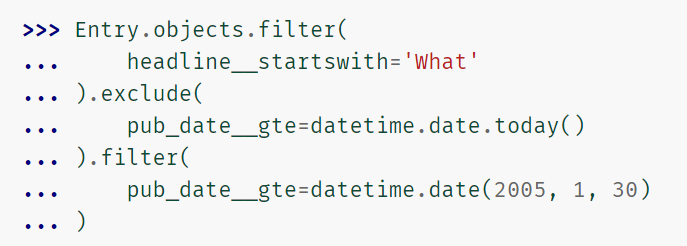 >>> Entry.objects.filter(
...     headline__startswith='What'
... ).exclude(
...     pub_date__gte=datetime.date.today()
... ).filter(
...     pub_date__gte=datetime.date(2005, 1, 30)
... )